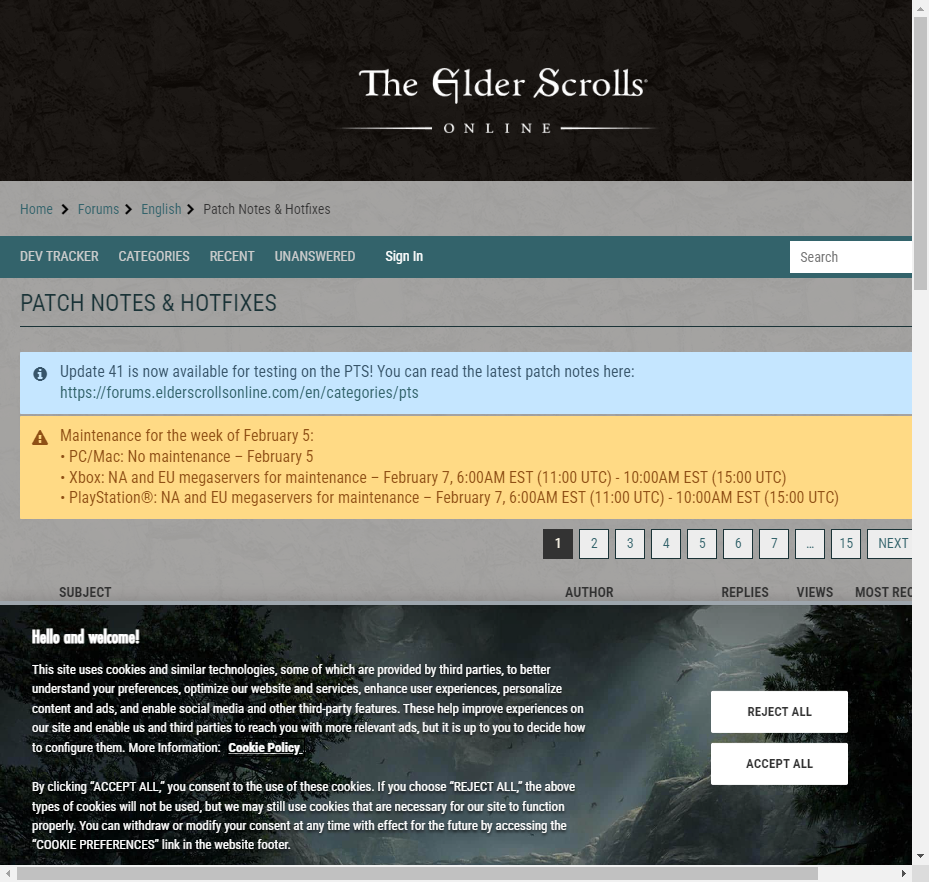 The Elder Scrolls
ONLINE
Home Forums English Patch Notes & Hotfixes
DEV TRACKER CATEGORIES RECENT UNANSWERED Sign In Search
PATCH NOTES & HOTFIXES
Update 41 is now available for testing on the PTS! You can read the latest patch notes here:
https://forums.elderscrollsonline.com/en/categories/pts
Maintenance for the week of February 5:
• PC/Mac: No maintenance – February 5
• Xbox: NA and EU megaservers for maintenance – February 7, 6:00AM EST (11:00 UTC) - 10:00AM EST (15:00 UTC)
• PlayStation®: NA and EU megaservers for maintenance – February 7, 6:00AM EST (11:00 UTC) - 10:00AM EST (15:00 UTC)
1 2 3 4 5 6 7 … 15 NEXT
SUBJECT AUTHOR REPLIES VIEWS MOST REC
Hello and welcome!
This site uses cookies and similar technologies, some of which are provided by third parties, to better
understand your preferences, optimize our website and services, enhance user experiences, personalize
content and ads, and enable social media and other third-party features. These help improve experiences on
our site and enable us and third parties to reach you with more relevant ads, but it is up to you to decide how
to configure them. More Information: Cookie Policy
REJECT ALL
ACCEPT ALL
By clicking “ACCEPT ALL,” you consent to the use of these cookies. If you choose “REJECT ALL,” the above
types of cookies will not be used, but we may still use cookies that are necessary for our site to function
properly. You can withdraw or modify your consent at any time with effect for the future by accessing the
“COOKIE PREFERENCES” link in the website footer.